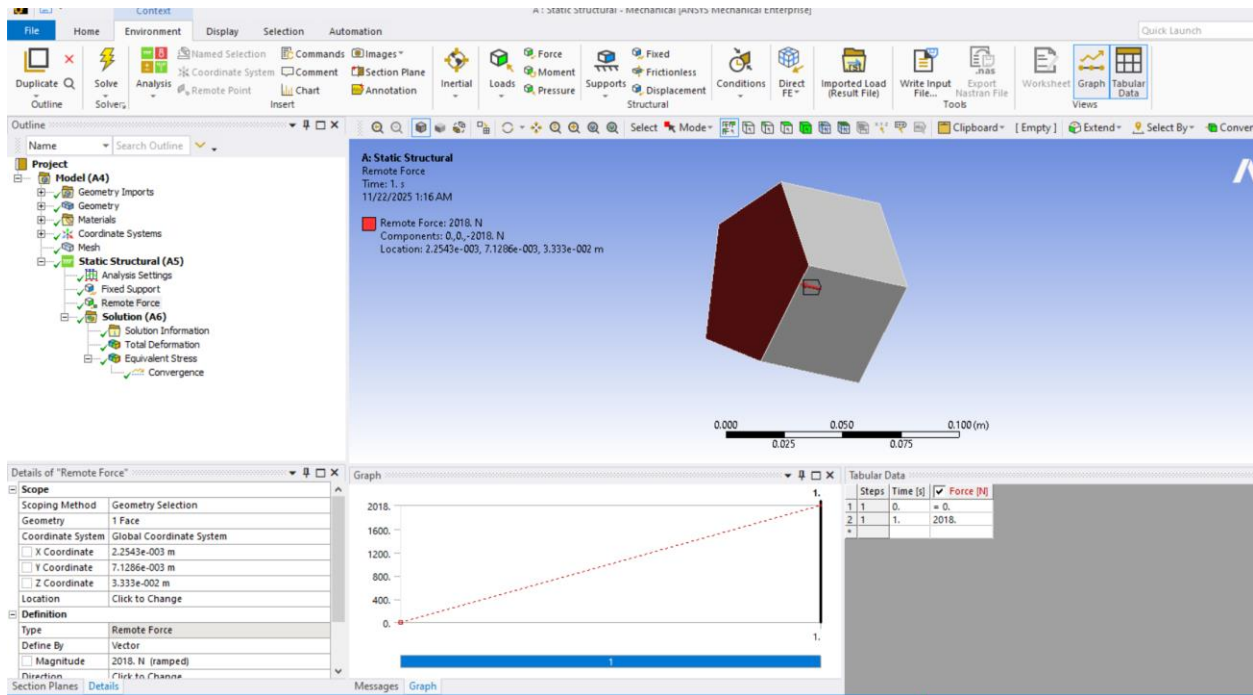 Context
A : Static Structural - Mechanical [ANSYS Mechanical Enterprise]
File Home Environment Display Selection Automation Quick Launch
Duplicate Q Solve Analysis Named Selection Coordinate System Remote Point Commands Comment Chart Images Section Plane Annotation Inertial Loads Force Moment Pressure Supports Fixed Frictionless Displacement Conditions Direct FE Imported Load (Result File) Write Input File... .nas Export Nastran File Worksheet Graph Tabular Data
Outline Solver Insert Structural Tools Views
Outline Select Mode Clipboard [Empty] Extend Select By Conver
Name Search Outline
Project
Model (A4)
Geometry Imports
Geometry
Materials
Coordinate Systems
Mesh
Static Structural (A5)
Analysis Settings
Fixed Support
Remote Force
Solution (A6)
Solution Information
Total Deformation
Equivalent Stress
Convergence
A: Static Structural
Remote Force
Time: 1. s
11/22/2025 1:16 AM
Remote Force: 2018. N
Components: 0.,0.,-2018. N
Location: 2.2543e-003, 7.1286e-003, 3.333e-002 m
0.000 0.050 0.100 (m)
0.025 0.075
Details of "Remote Force"
Scope
Scoping Method Geometry Selection
Geometry 1 Face
Coordinate System Global Coordinate System
X Coordinate 2.2543e-003 m
Y Coordinate 7.1286e-003 m
Z Coordinate 3.333e-002 m
Location Click to Change
Definition
Type Remote Force
Define By Vector
Magnitude 2018. N (ramped)
Direction Click to Change
Section Planes Details
Graph
1.
2018.
1600.
1200.
800.
400.
0.
1.
1
Messages Graph
Tabular Data
Steps Time [s] Force [N]
1 1 0. = 0.
2 1 1. 2018.
*